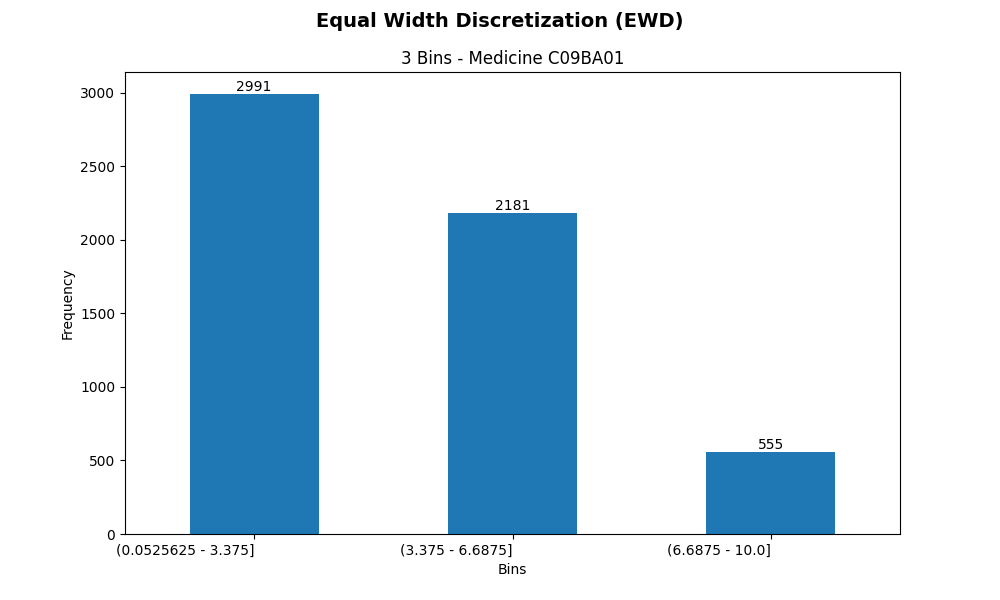 Equal Width Discretization (EWD)
3 Bins - Medicine C09BA01
3000
2500
2000
1500
1000
500
0
Frequency
2991
2181
555
(0.0525625 - 3.375]
(3.375 - 6.6875]
(6.6875 - 10.0]
Bins